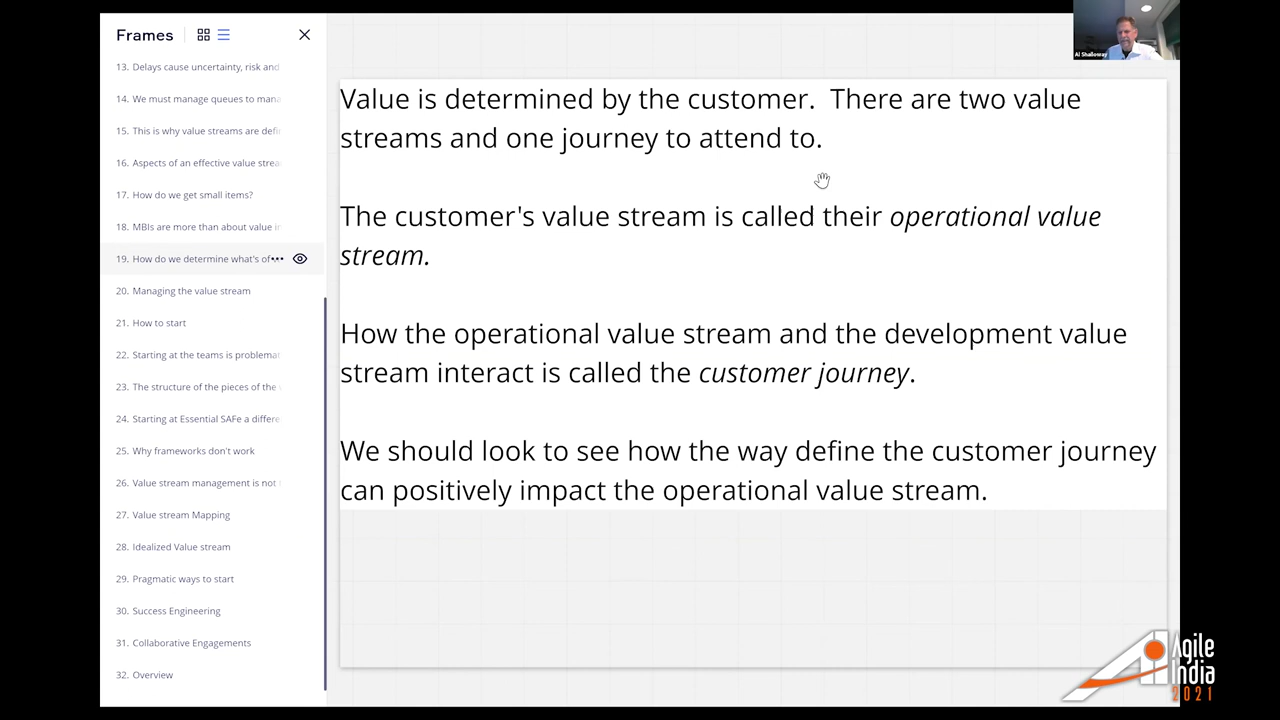 Frames
13. Delays cause uncertainty, risk and
14. We must manage queues to mana
15. This is why value streams are defi
16. Aspects of an effective value strea
17. How do we get small items?
18. MBIs are more than about value i
19. How do we determine what's of•••
20. Managing the value stream
21. How to start
22. Starting at the teams is problemat
23. The structure of the pieces of the
24. Starting at Essential SAFe a differe
25. Why frameworks don't work
26. Value stream management is not
27. Value stream Mapping
28. Idealized Value stream
29. Pragmatic ways to start
30. Success Engineering
31. Collaborative Engagements
32. Overview
Al Shalloway
Value is determined by the customer. There are two value
streams and one journey to attend to.
The customer's value stream is called their operational value
stream.
How the operational value stream and the development value
stream interact is called the customer journey.
We should look to see how the way define the customer journey
can positively impact the operational value stream.
Agile
India
2021